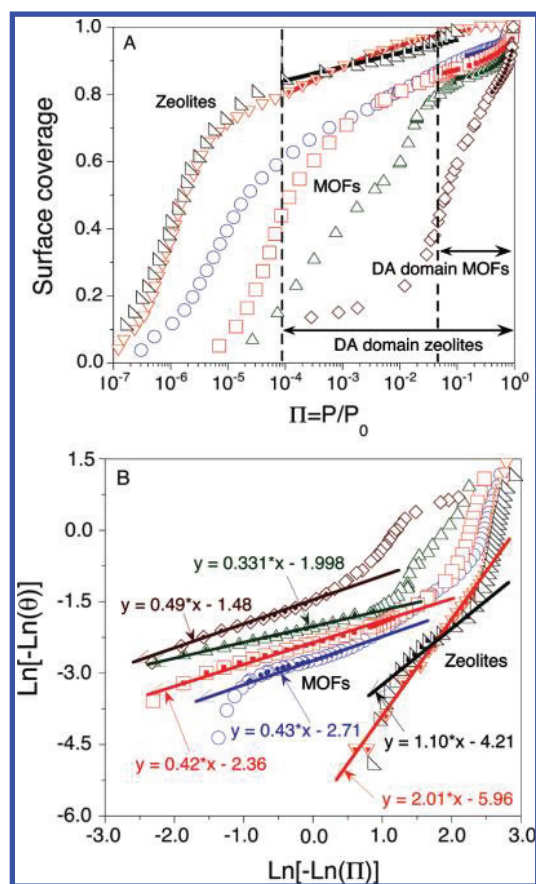 A
1.0
0.8
0.6
0.4
0.2
0.0
Surface coverage
Zeolites
MOFs
DA domain MOFs
DA domain zeolites
10-7 10-6 10-5 10-4 10-3 10-2 10-1 100
Π=P/P0
B
1.5
0.0
-1.5
-3.0
-4.5
-6.0
Ln[-Ln(θ)]
y = 0.331*x - 1.998
y = 0.49*x - 1.48
Zeolites
MOFs
y = 0.43*x - 2.71
y = 1.10*x - 4.21
y = 0.42*x - 2.36
y = 2.01*x - 5.96
-3.0 -2.0 -1.0 0.0 1.0 2.0 3.0
Ln[-Ln(Π)]